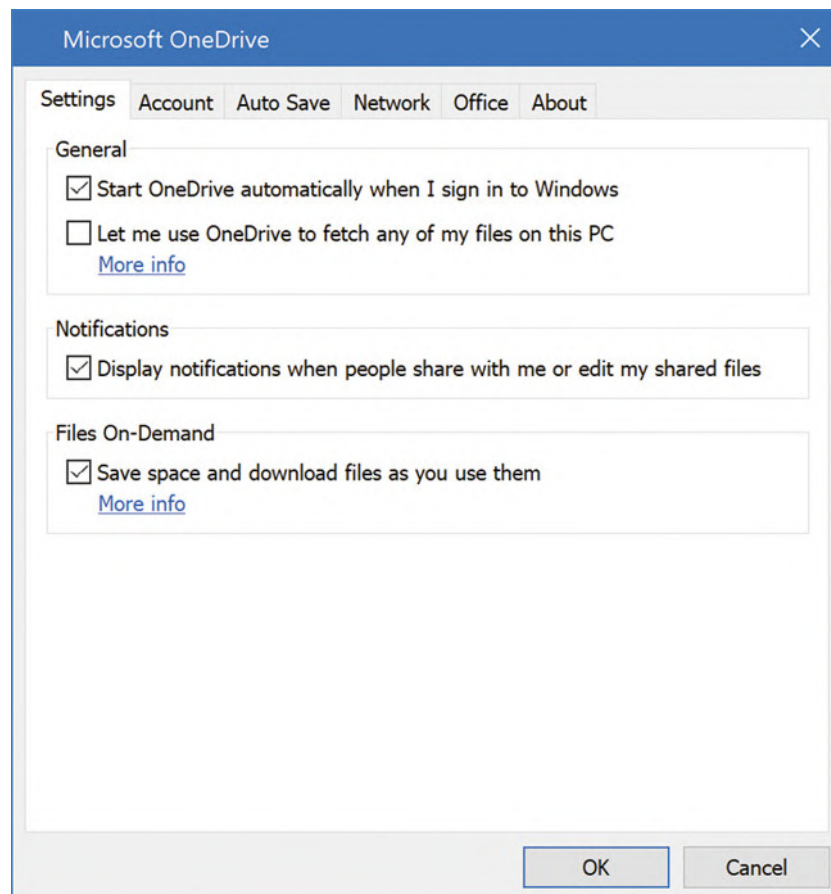 Microsoft OneDrive
Settings Account Auto Save Network Office About
General
Start OneDrive automatically when I sign in to Windows
Let me use OneDrive to fetch any of my files on this PC
More info
Notifications
Display notifications when people share with me or edit my shared files
Files On-Demand
Save space and download files as you use them
More info
OK Cancel